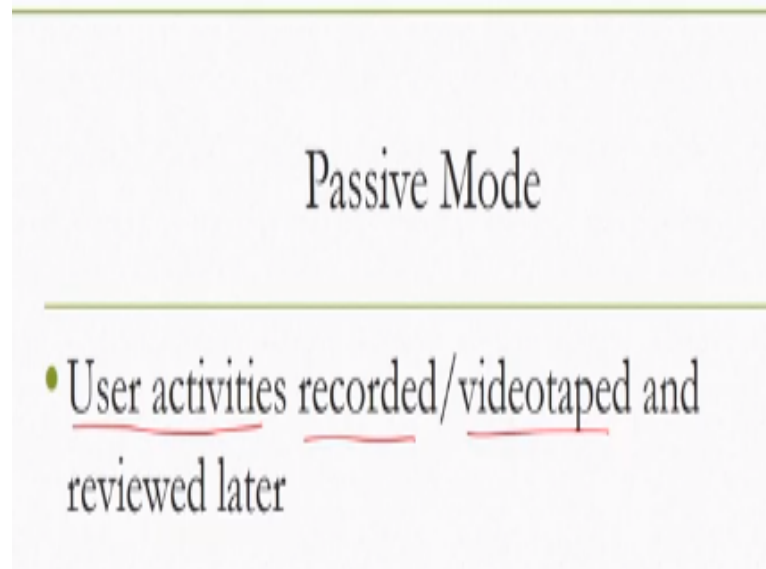 Passive Mode
• User activities recorded/videotaped and
reviewed later